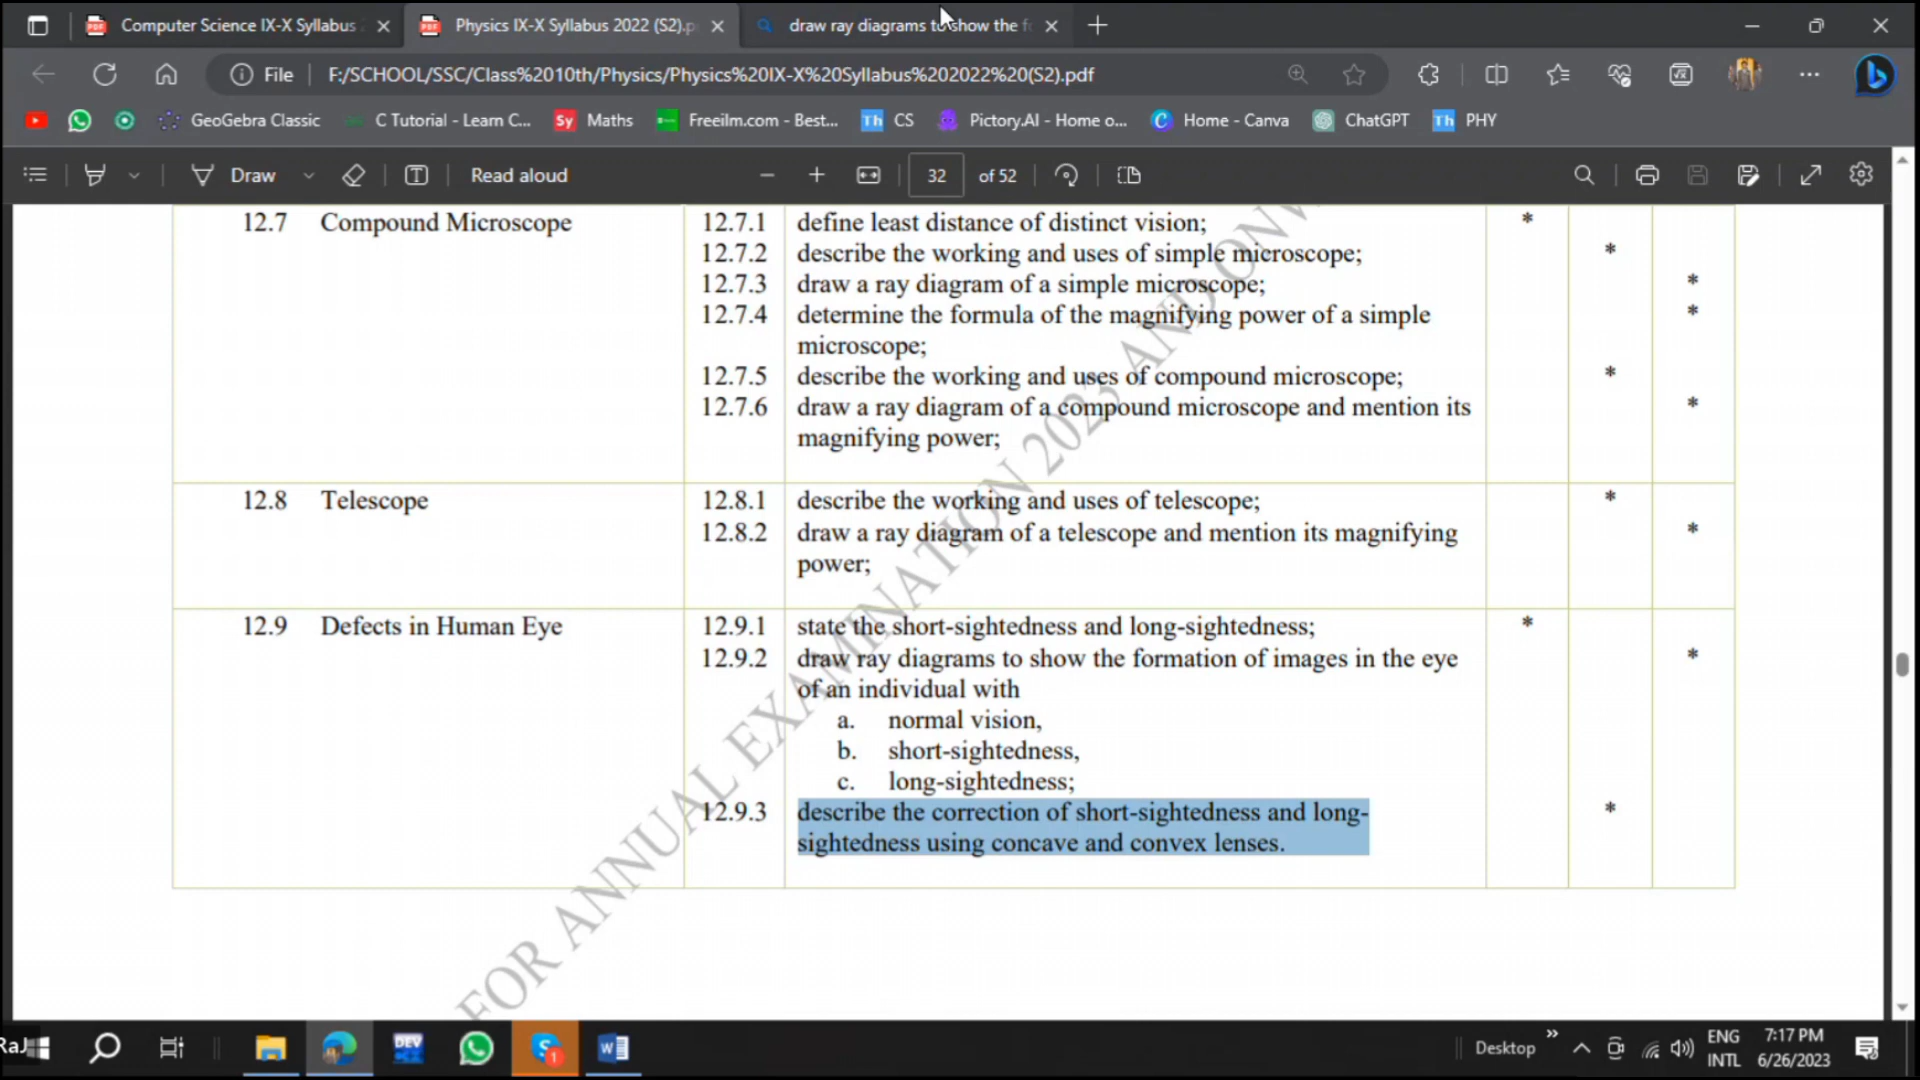 Computer Science IX-X Syllabus 2
Physics IX-X Syllabus 2022 (S2).p
draw ray diagrams to show the f
File
F:/SCHOOL/SSC/Class%2010th/Physics/Physics%20IX-X%20Syllabus%202022%20(S2).pdf
GeoGebra Classic
C Tutorial - Learn C...
Sy Maths
Freeilm.com - Best...
Th CS
Pictory.AI - Home o...
Home - Canva
ChatGPT
Th PHY
Draw
Read aloud
32 of 52
12.7 Compound Microscope
12.7.1 define least distance of distinct vision; *
12.7.2 describe the working and uses of simple microscope; *
12.7.3 draw a ray diagram of a simple microscope; *
12.7.4 determine the formula of the magnifying power of a simple *
microscope;
12.7.5 describe the working and uses of compound microscope; *
12.7.6 draw a ray diagram of a compound microscope and mention its *
magnifying power;
12.8 Telescope
12.8.1 describe the working and uses of telescope; *
12.8.2 draw a ray diagram of a telescope and mention its magnifying *
power;
12.9 Defects in Human Eye
12.9.1 state the short-sightedness and long-sightedness; *
12.9.2 draw ray diagrams to show the formation of images in the eye *
of an individual with
a. normal vision,
b. short-sightedness,
c. long-sightedness;
12.9.3 describe the correction of short-sightedness and long- *
sightedness using concave and convex lenses.
FOR ANNUAL EXAMINATION 2023 AND ONW
RaJ
DEV
1
Desktop
ENG
INTL
7:17 PM
6/26/2023